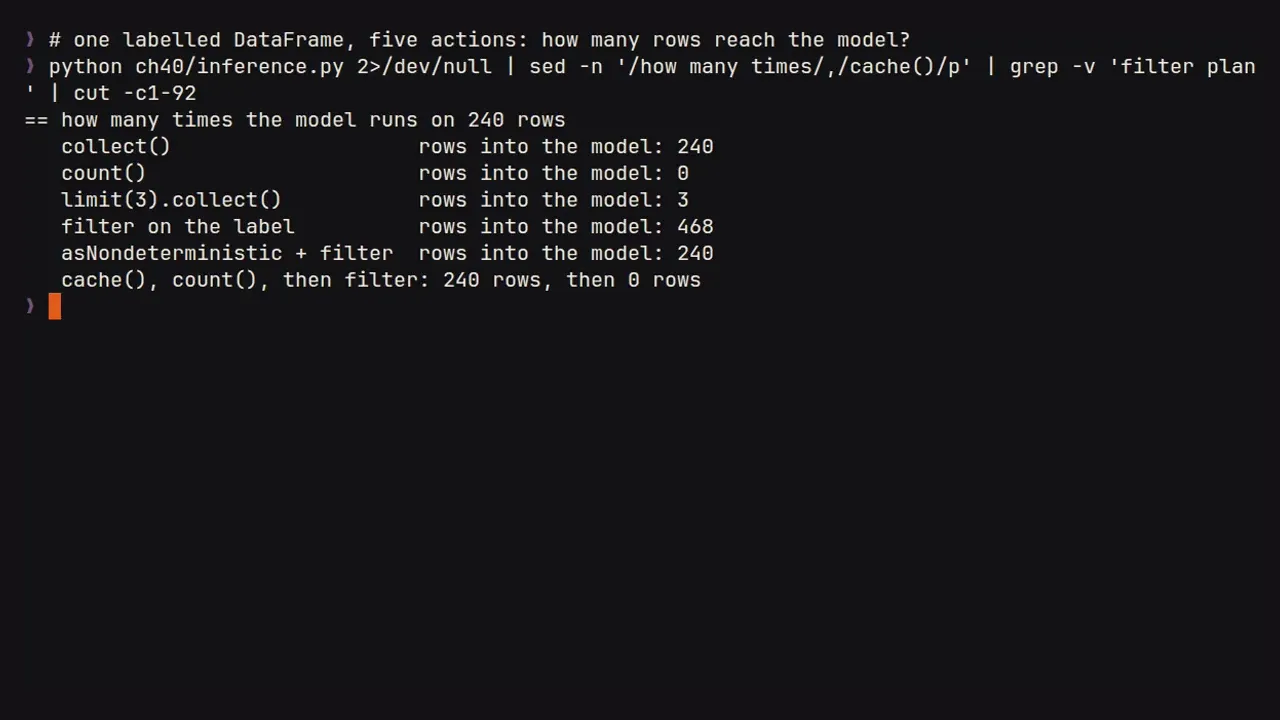 ❯ # one labelled DataFrame, five actions: how many rows reach the model?
❯ python ch40/inference.py 2>/dev/null | sed -n '/how many times/,/cache()/p' | grep -v 'filter plan
' | cut -c1-92
== how many times the model runs on 240 rows
   collect()                    rows into the model: 240
   count()                      rows into the model: 0
   limit(3).collect()           rows into the model: 3
   filter on the label          rows into the model: 468
   asNondeterministic + filter  rows into the model: 240
   cache(), count(), then filter: 240 rows, then 0 rows
❯